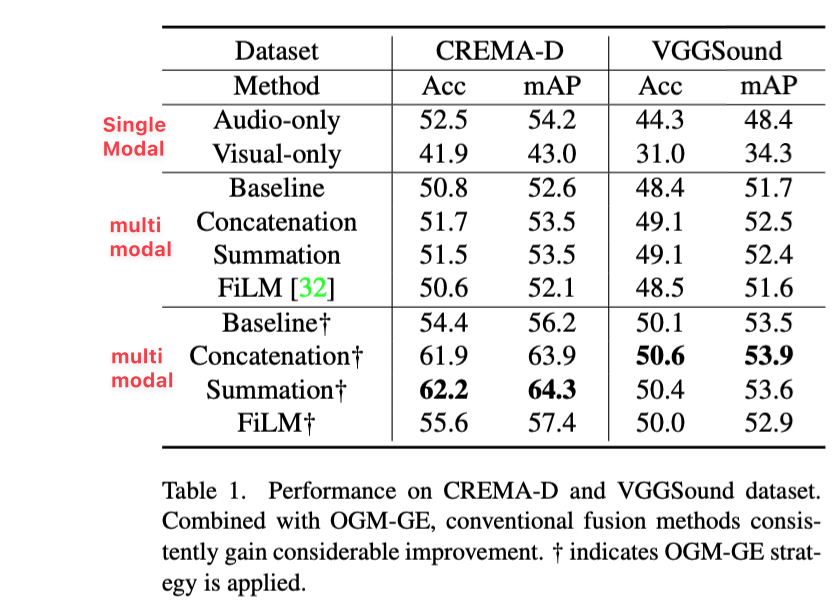 Dataset CREMA-D VGGSound
Method Acc mAP Acc mAP
Single
Modal
Audio-only 52.5 54.2 44.3 48.4
Visual-only 41.9 43.0 31.0 34.3
multi
modal
Baseline 50.8 52.6 48.4 51.7
Concatenation 51.7 53.5 49.1 52.5
Summation 51.5 53.5 49.1 52.4
FiLM [32] 50.6 52.1 48.5 51.6
multi
modal
Baseline† 54.4 56.2 50.1 53.5
Concatenation† 61.9 63.9 50.6 53.9
Summation† 62.2 64.3 50.4 53.6
FiLM† 55.6 57.4 50.0 52.9
Table 1. Performance on CREMA-D and VGGSound dataset.
Combined with OGM-GE, conventional fusion methods consis-
tently gain considerable improvement. † indicates OGM-GE strat-
egy is applied.